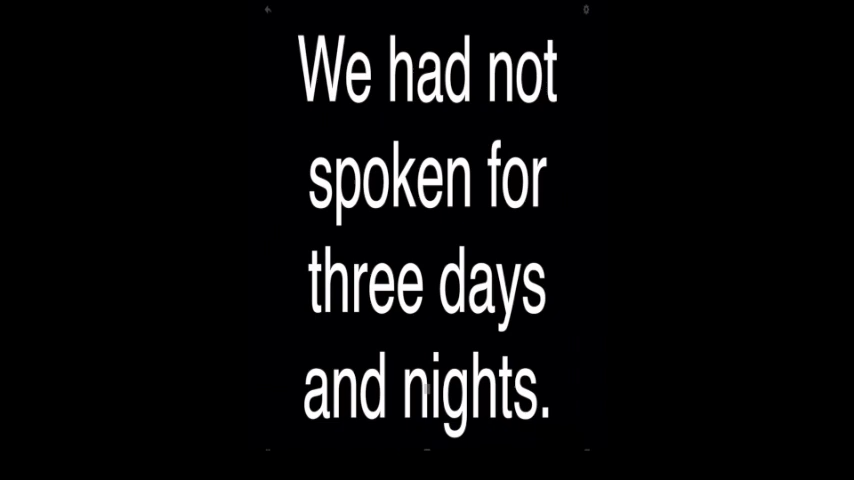 We had not
spoken for
three days
and nights.